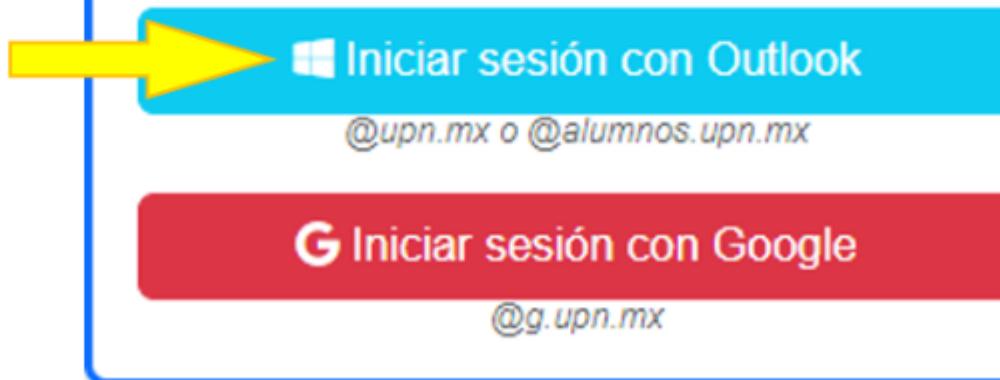 Iniciar sesión con Outlook
@upn.mx o @alumnos.upn.mx
Iniciar sesión con Google
@g.upn.mx